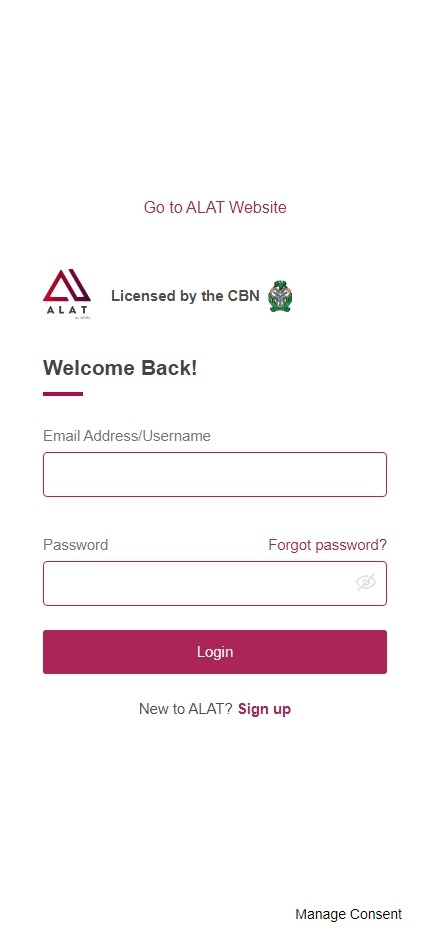 Go to ALAT Website
ALAT
Licensed by the CBN
Welcome Back!
Email Address/Username
Password
Forgot password?
Login
New to ALAT? Sign up
Manage Consent